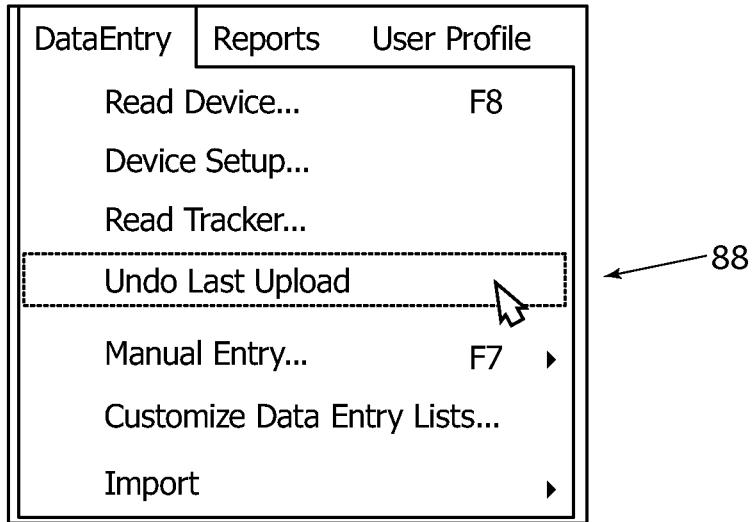 DataEntry Reports User Profile
Read Device... F8
Device Setup...
Read Tracker...
Undo Last Upload
88
Manual Entry... F7
Customize Data Entry Lists...
Import